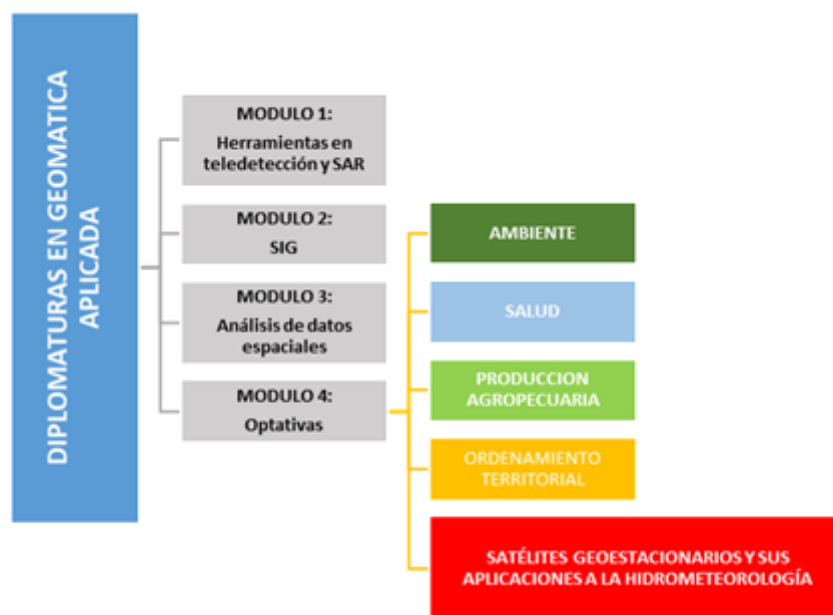 DIPLOMATURAS EN GEOMATICA
APLICADA
MODULO 1:
Herramientas en
teledetección y SAR
MODULO 2:
SIG
MODULO 3:
Análisis de datos
espaciales
MODULO 4:
Optativas
AMBIENTE
SALUD
PRODUCCION
AGROPECUARIA
ORDENAMIENTO
TERRITORIAL
SATÉLITES GEOESTACIONARIOS Y SUS
APLICACIONES A LA HIDROMETEOROLOGÍA